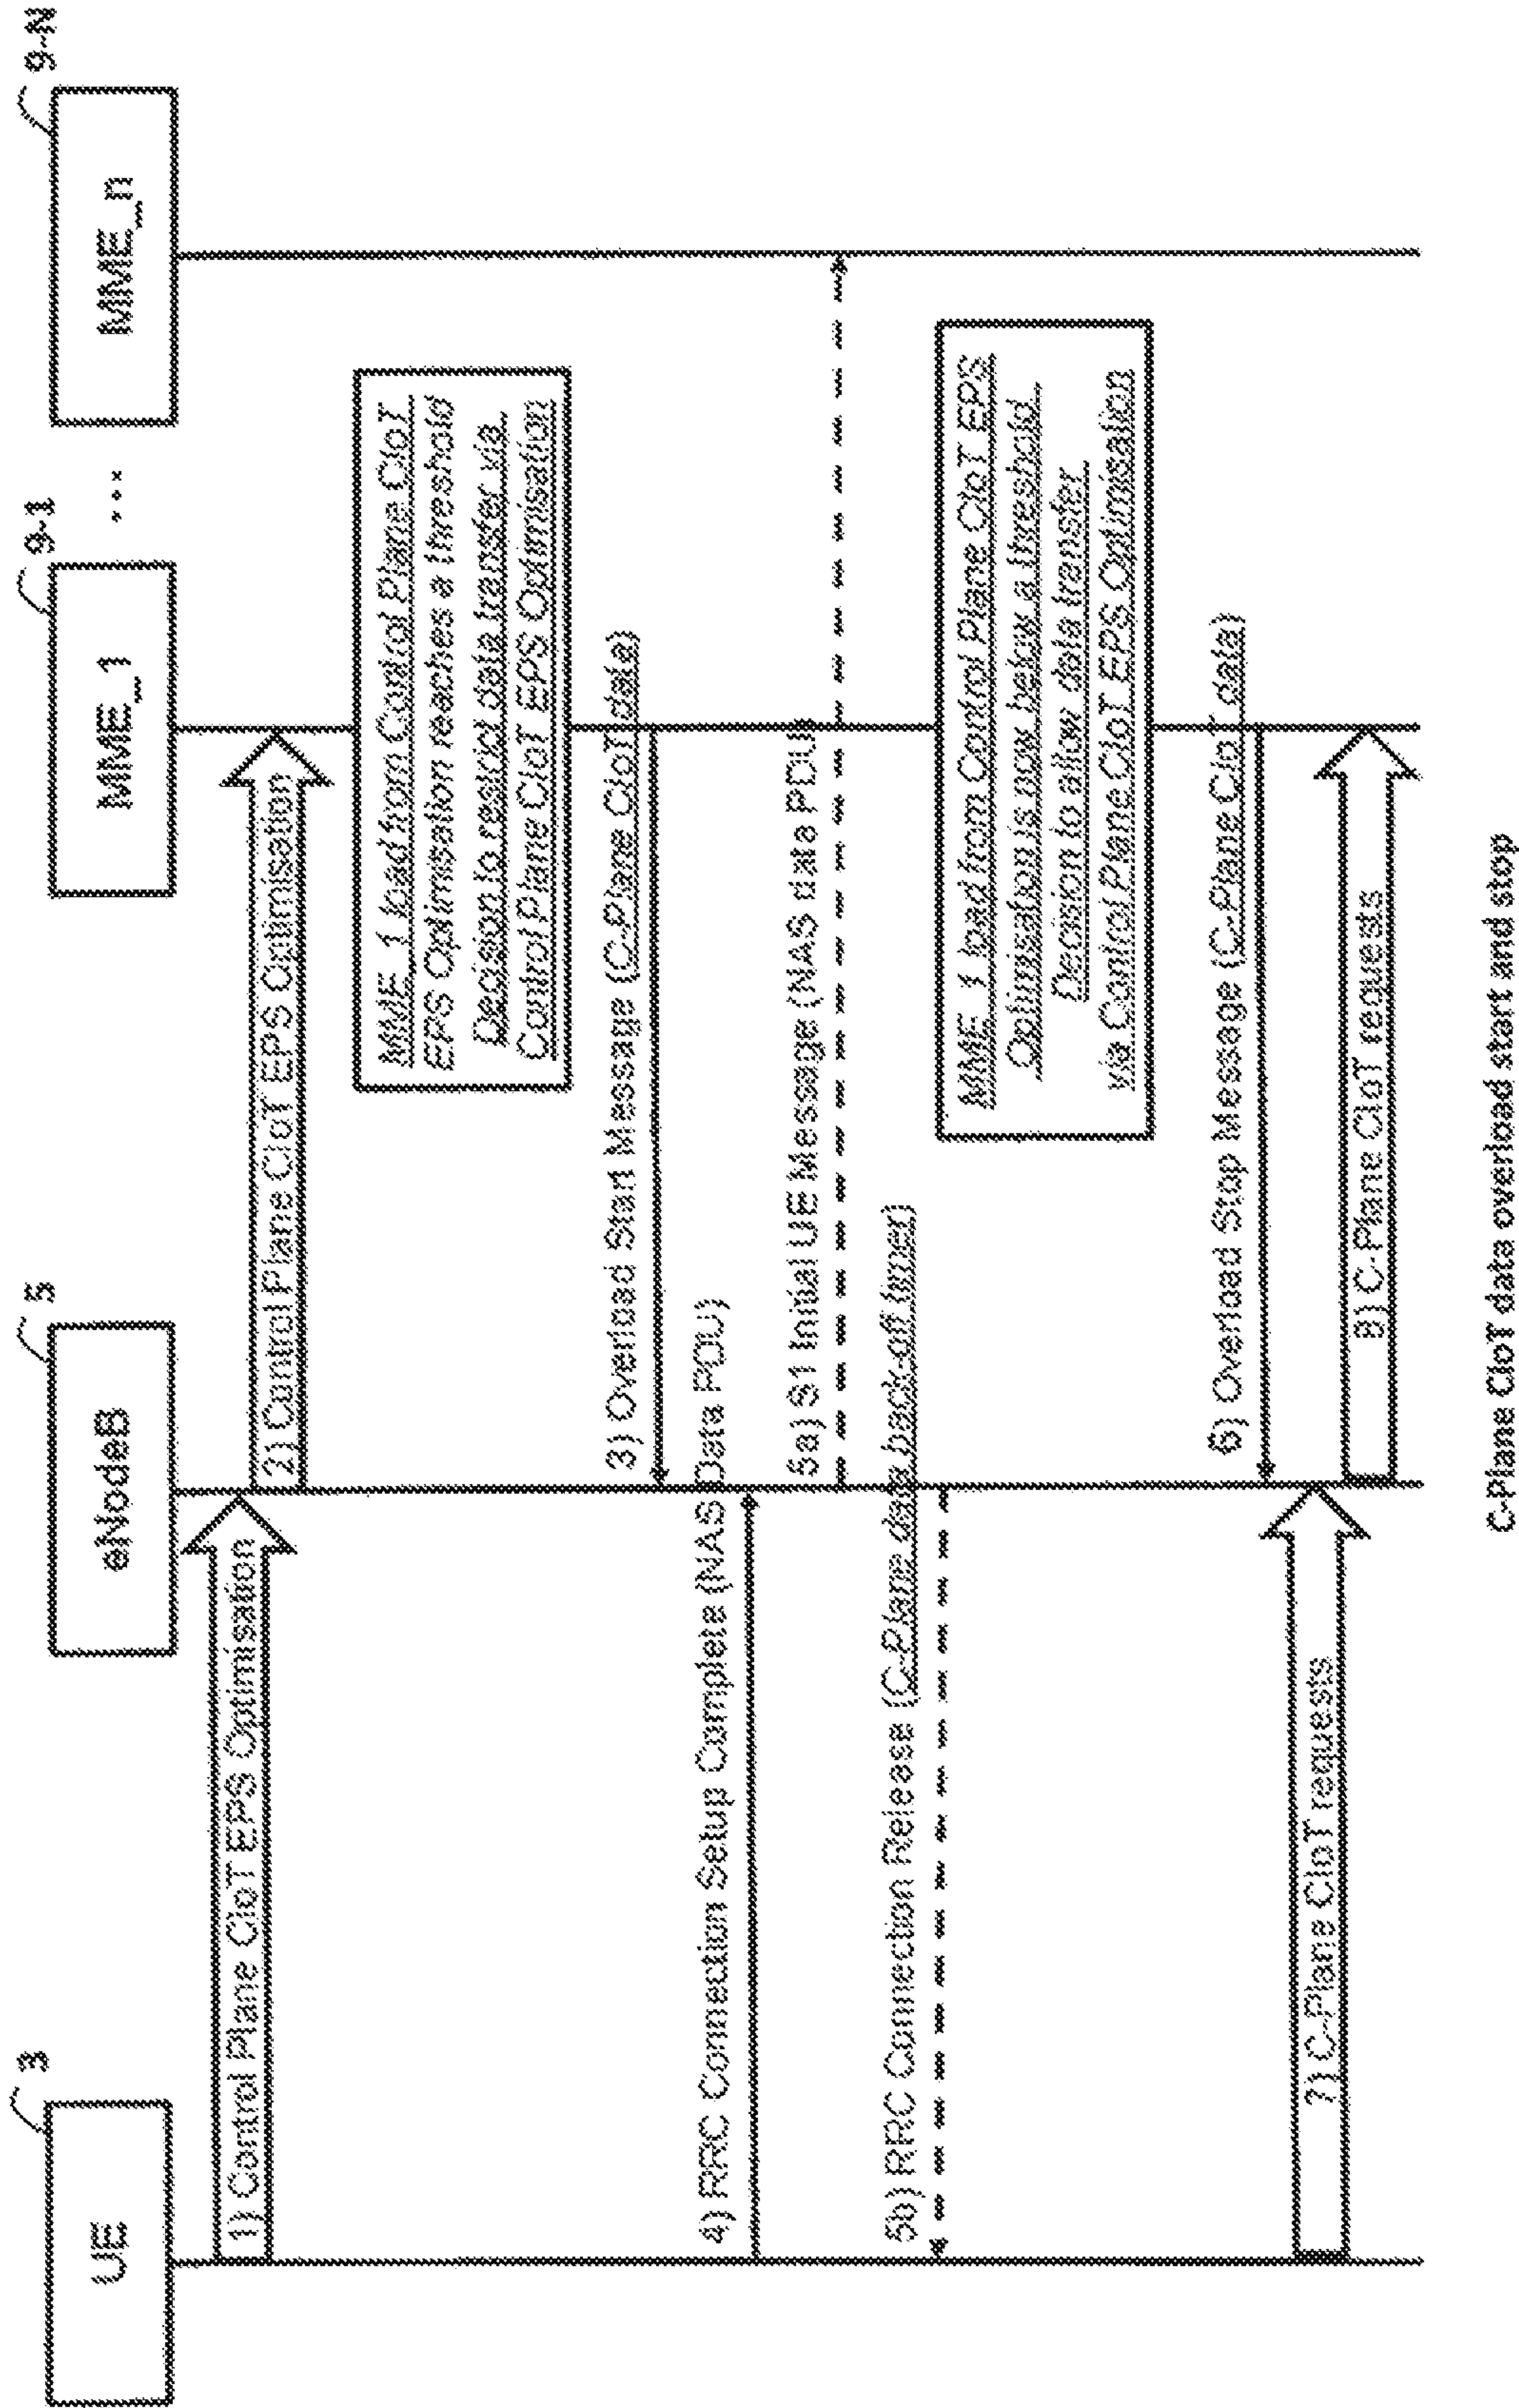 3
UE
5
eNodeB
9-1
MME_1
...
9-N
MME_n
1) Control Plane CIoT EPS Optimisation
2) Control Plane CIoT EPS Optimisation
MME_1 load from Control Plane CIoT
EPS Optimisation reaches a threshold
Decision to restrict data transfer via
Control Plane CIoT EPS Optimisation
3) Overload Start Message (C-Plane CIoT data)
4) RRC Connection Setup Complete (NAS Data PDU)
5a) S1 Initial UE Message (NAS data PDU)
5b) RRC Connection Release (C-Plane data back-off timer)
MME_1 load from Control Plane CIoT EPS
Optimisation is now below a threshold.
Decision to allow data transfer
via Control Plane CIoT EPS Optimisation
6) Overload Stop Message (C-Plane CIoT data)
7) C-Plane CIoT requests
8) C-Plane CIoT requests
C-Plane CIoT data overload start and stop